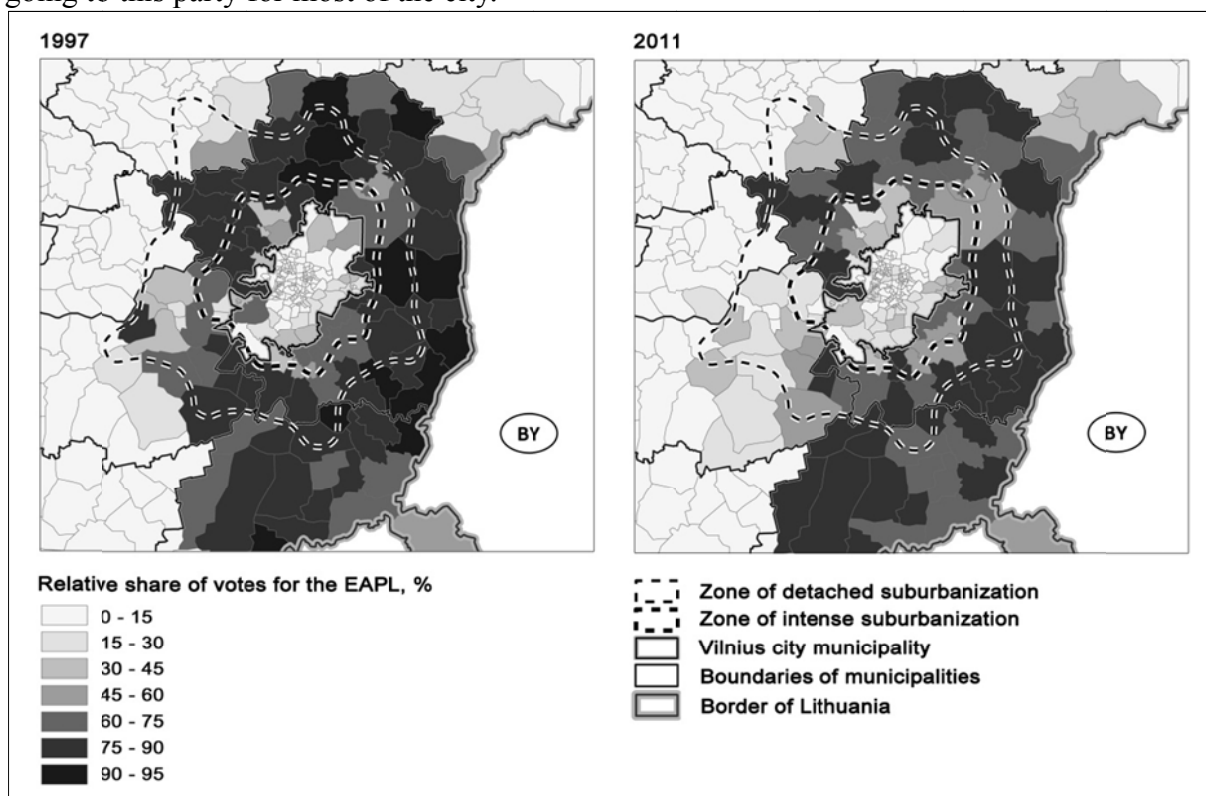 going to this party for most of the city.
1997
2011
BY
BY
Relative share of votes for the EAPL, %
0 - 15
15 - 30
30 - 45
45 - 60
60 - 75
75 - 90
90 - 95
Zone of detached suburbanization
Zone of intense suburbanization
Vilnius city municipality
Boundaries of municipalities
Border of Lithuania